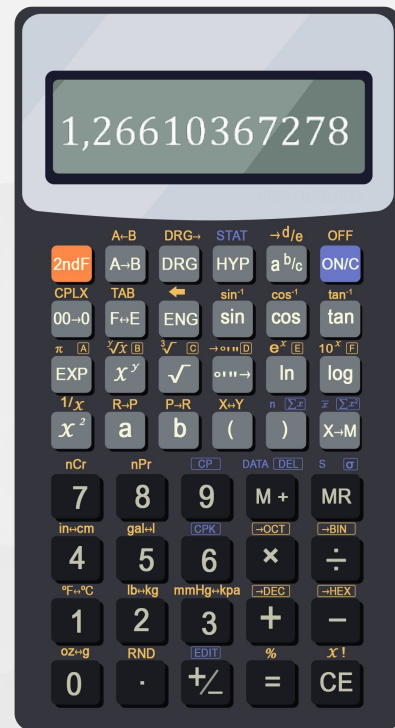 1,26610367278
A←B DRG→ STAT →d/e OFF
2ndF A→B DRG HYP a b/c ON/C
CPLX TAB sin⁻¹ cos⁻¹ tan⁻¹
00→0 F↔E ENG sin cos tan
π A ʸ√x B ³√ C →o'" D eˣ E 10ˣ F
EXP xʸ √ o'"→ ln log
1/x R→P P→R X↔Y n Σx x̄ Σx²
x² a b ( ) X→M
nCr nPr CP DATA DEL S σ
7 8 9 M + MR
in↔cm gal↔l CPK →OCT →BIN
4 5 6 × ÷
ºF↔ºC lb↔kg mmHg↔kpa →DEC →HEX
1 2 3 + −
oz↔g RND EDIT % x !
0 . +/− = CE